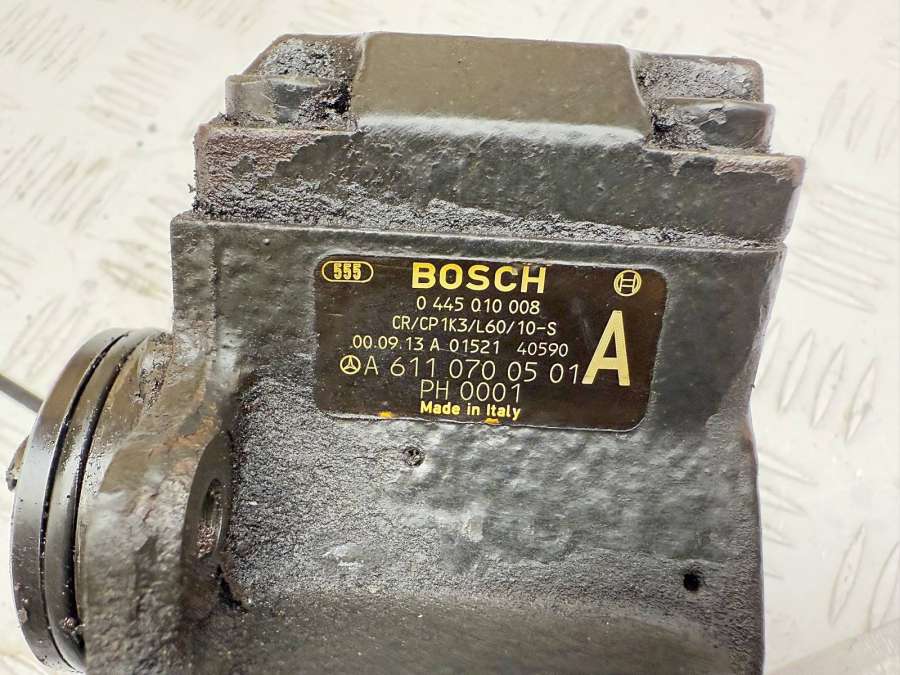 555 BOSCH
0 445 010 008
CR/CP1K3/L60/10-S
00.09.13 A 01521 40590
A 611 070 05 01 A
PH 0001
Made in Italy